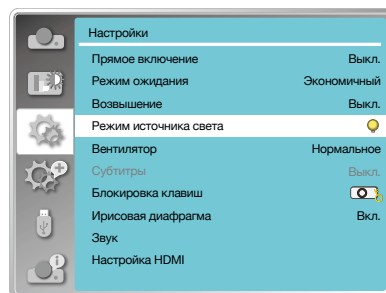 Настройки
Прямое включение Выкл.
Режим ожидания Экономичный
Возвышение Выкл.
Режим источника света
Вентилятор Нормальное
Субтитры Выкл.
Блокировка клавиш
Ирисовая диафрагма Вкл.
Звук
Настройка HDMI